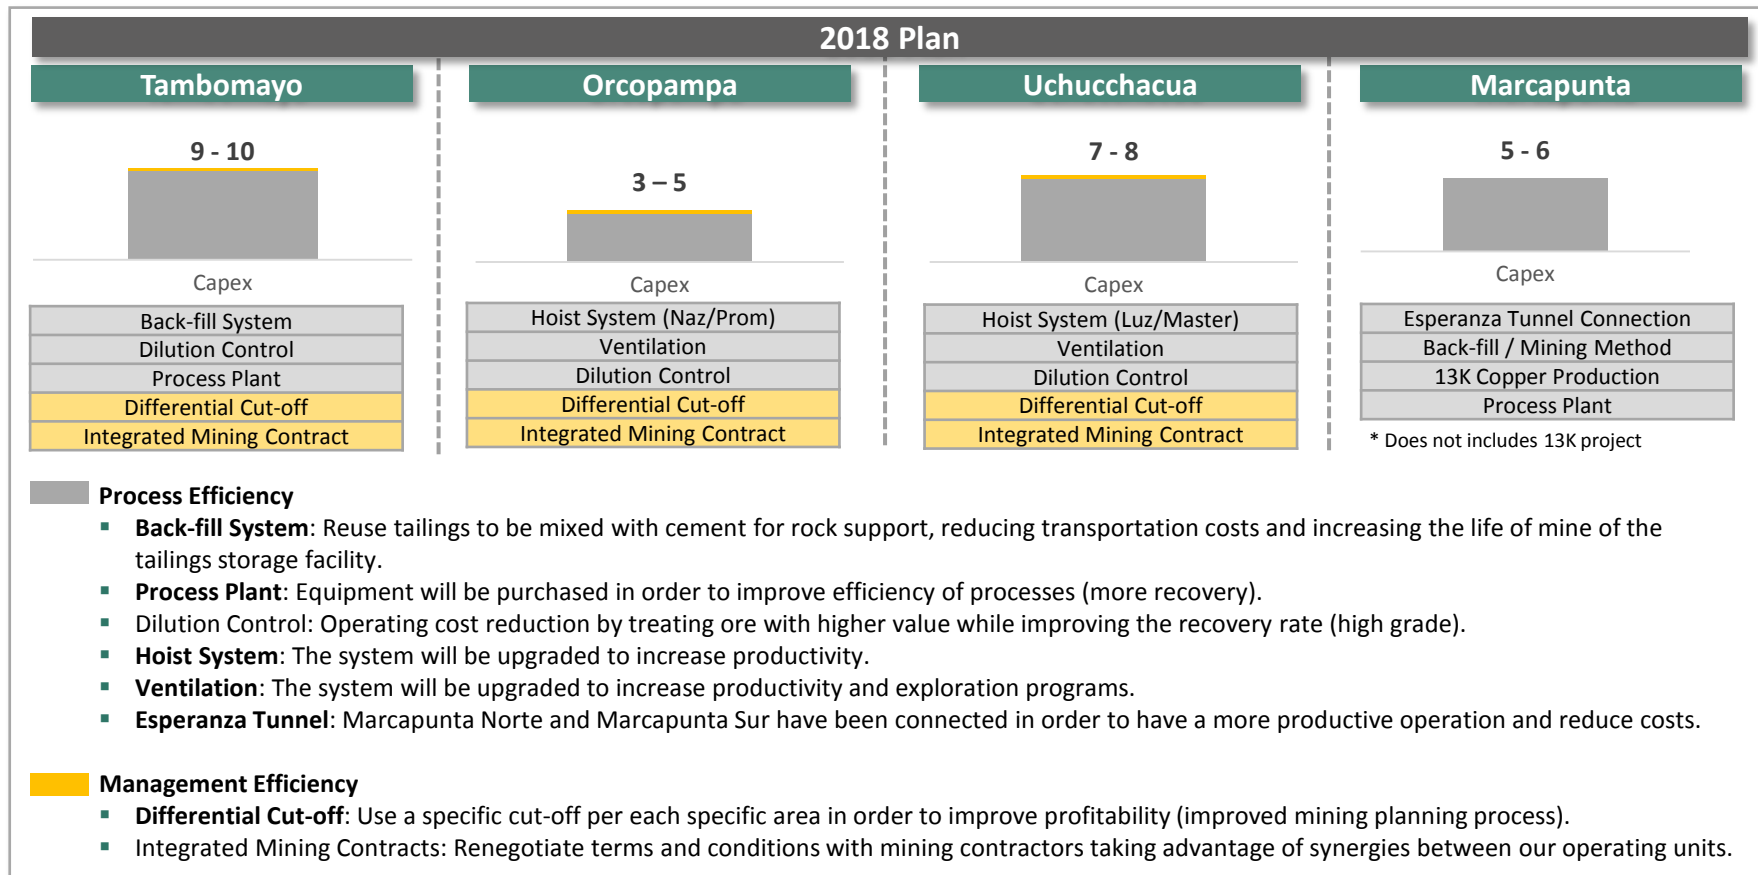 2018 Plan
Tambomayo
9 - 10
Capex
Back-fill System
Dilution Control
Process Plant
Differential Cut-off
Integrated Mining Contract
Orcopampa
3 – 5
Capex
Hoist System (Naz/Prom)
Ventilation
Dilution Control
Differential Cut-off
Integrated Mining Contract
Uchucchacua
7 - 8
Capex
Hoist System (Luz/Master)
Ventilation
Dilution Control
Differential Cut-off
Integrated Mining Contract
Marcapunta
5 - 6
Capex
Esperanza Tunnel Connection
Back-fill / Mining Method
13K Copper Production
Process Plant
* Does not includes 13K project
Process Efficiency
▪ Back-fill System: Reuse tailings to be mixed with cement for rock support, reducing transportation costs and increasing the life of mine of the
tailings storage facility.
▪ Process Plant: Equipment will be purchased in order to improve efficiency of processes (more recovery).
▪ Dilution Control: Operating cost reduction by treating ore with higher value while improving the recovery rate (high grade).
▪ Hoist System: The system will be upgraded to increase productivity.
▪ Ventilation: The system will be upgraded to increase productivity and exploration programs.
▪ Esperanza Tunnel: Marcapunta Norte and Marcapunta Sur have been connected in order to have a more productive operation and reduce costs.
Management Efficiency
▪ Differential Cut-off: Use a specific cut-off per each specific area in order to improve profitability (improved mining planning process).
▪ Integrated Mining Contracts: Renegotiate terms and conditions with mining contractors taking advantage of synergies between our operating units.